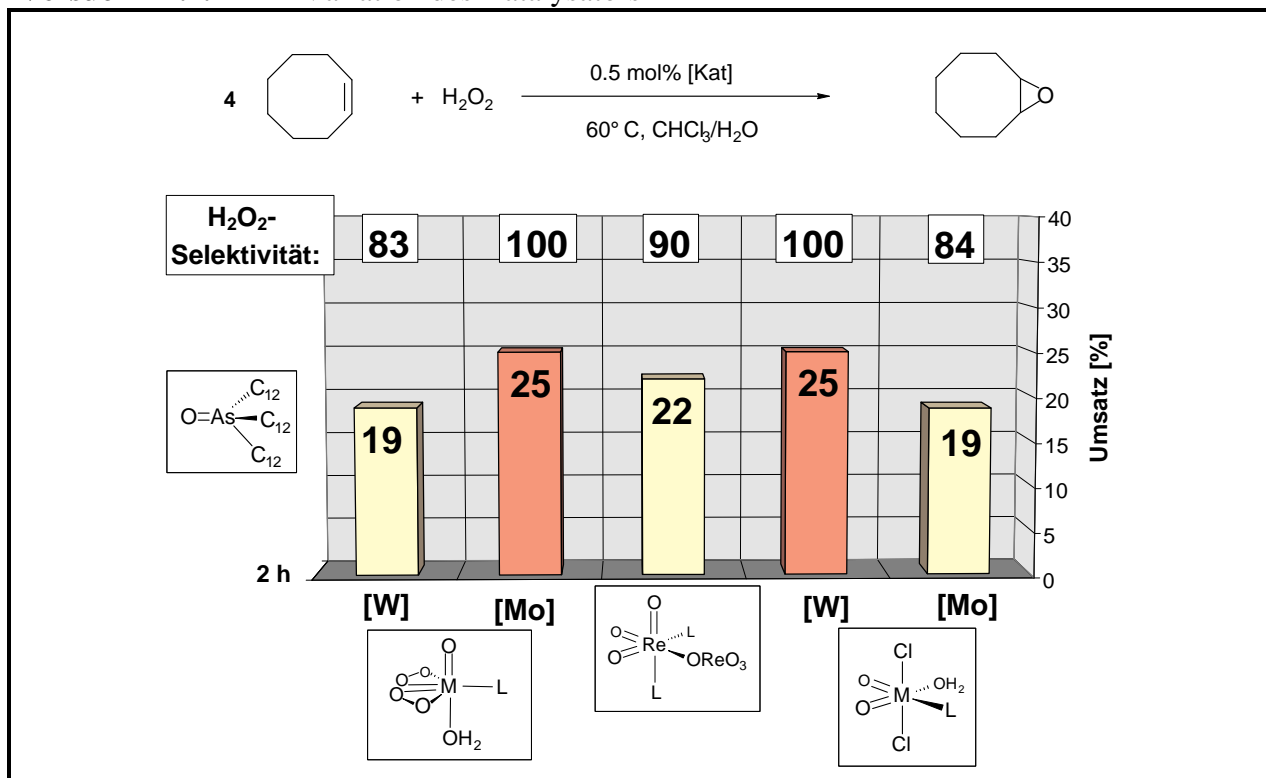 4 + H2O2 0.5 mol% [Kat] O
60° C, CHCl3/H2O
H2O2-
Selektivität:
83 100 90 100 84
40
35
30
25
20
15
10
5
0
Umsatz [%]
O=As C12 C12 C12
19 25 22 25 19
2 h
[W] [Mo] [W] [Mo]
O
O O M L
O O
OH2
O
O Re L
O OReO3
L
Cl
O M OH2
O L
Cl